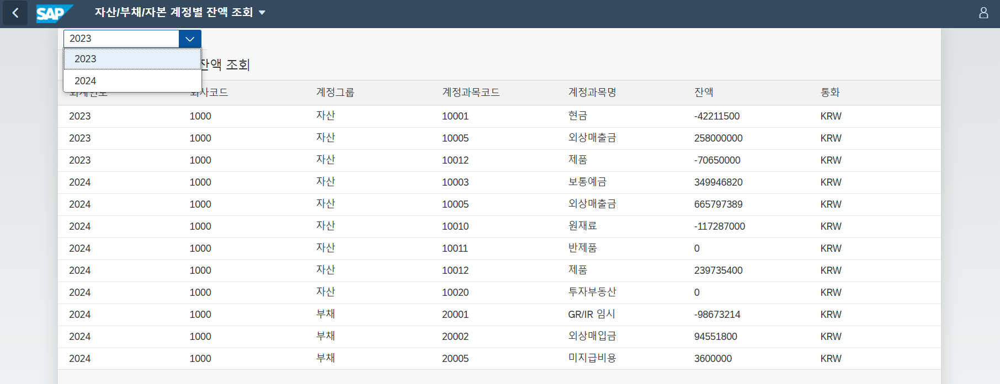 SAP 자산/부채/자본 계정별 잔액 조회
2023
2023
2024
잔액 조회
회계연도 회사코드 계정그룹 계정과목코드 계정과목명 잔액 통화
2023 1000 자산 10001 현금 -42211500 KRW
2023 1000 자산 10005 외상매출금 258000000 KRW
2023 1000 자산 10012 제품 -70650000 KRW
2024 1000 자산 10003 보통예금 349946820 KRW
2024 1000 자산 10005 외상매출금 665797389 KRW
2024 1000 자산 10010 원재료 -117287000 KRW
2024 1000 자산 10011 반제품 0 KRW
2024 1000 자산 10012 제품 239735400 KRW
2024 1000 자산 10020 투자부동산 0 KRW
2024 1000 부채 20001 GR/IR 임시 -98673214 KRW
2024 1000 부채 20002 외상매입금 94551800 KRW
2024 1000 부채 20005 미지급비용 3600000 KRW